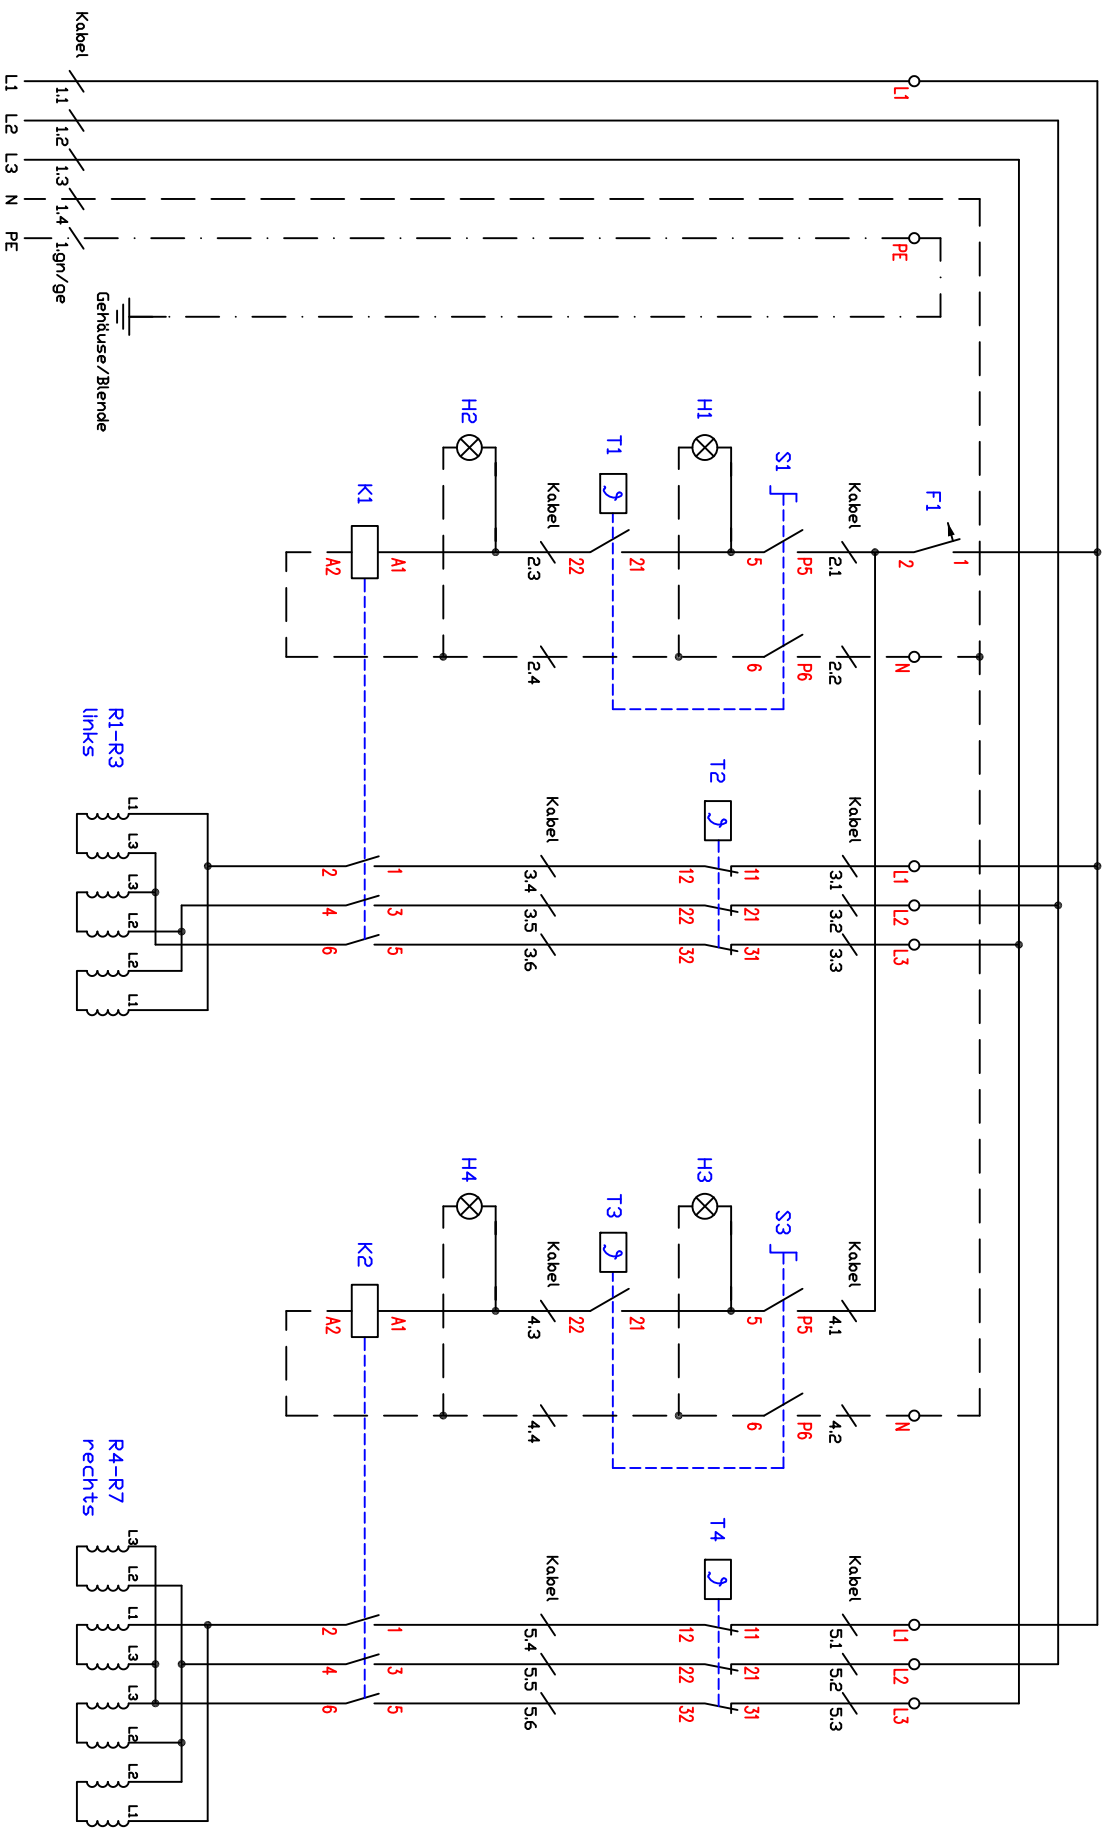 Kabel
L1
1.1
L2
1.2
L3
1.3
N
1.4
PE
1.gn/ge
Gehäuse/Blende
L1
PE
F1
1
2
Kabel
2.1
2.2
N
S1
P5
5
P6
6
H1
T1
21
22
Kabel
2.3
2.4
H2
K1
A1
A2
L1
L2
L3
Kabel
3.1
3.2
3.3
T2
11
21
31
12
22
32
Kabel
3.4
3.5
3.6
1
3
5
2
4
6
R1-R3
links
L1
L3
L3
L2
L2
L1
Kabel
4.1
4.2
N
S3
P5
5
P6
6
H3
T3
21
22
Kabel
4.3
4.4
H4
K2
A1
A2
L1
L2
L3
Kabel
5.1
5.2
5.3
T4
11
21
31
12
22
32
Kabel
5.4
5.5
5.6
1
3
5
2
4
6
R4-R7
rechts
L3
L2
L1
L3
L3
L2
L2
L1